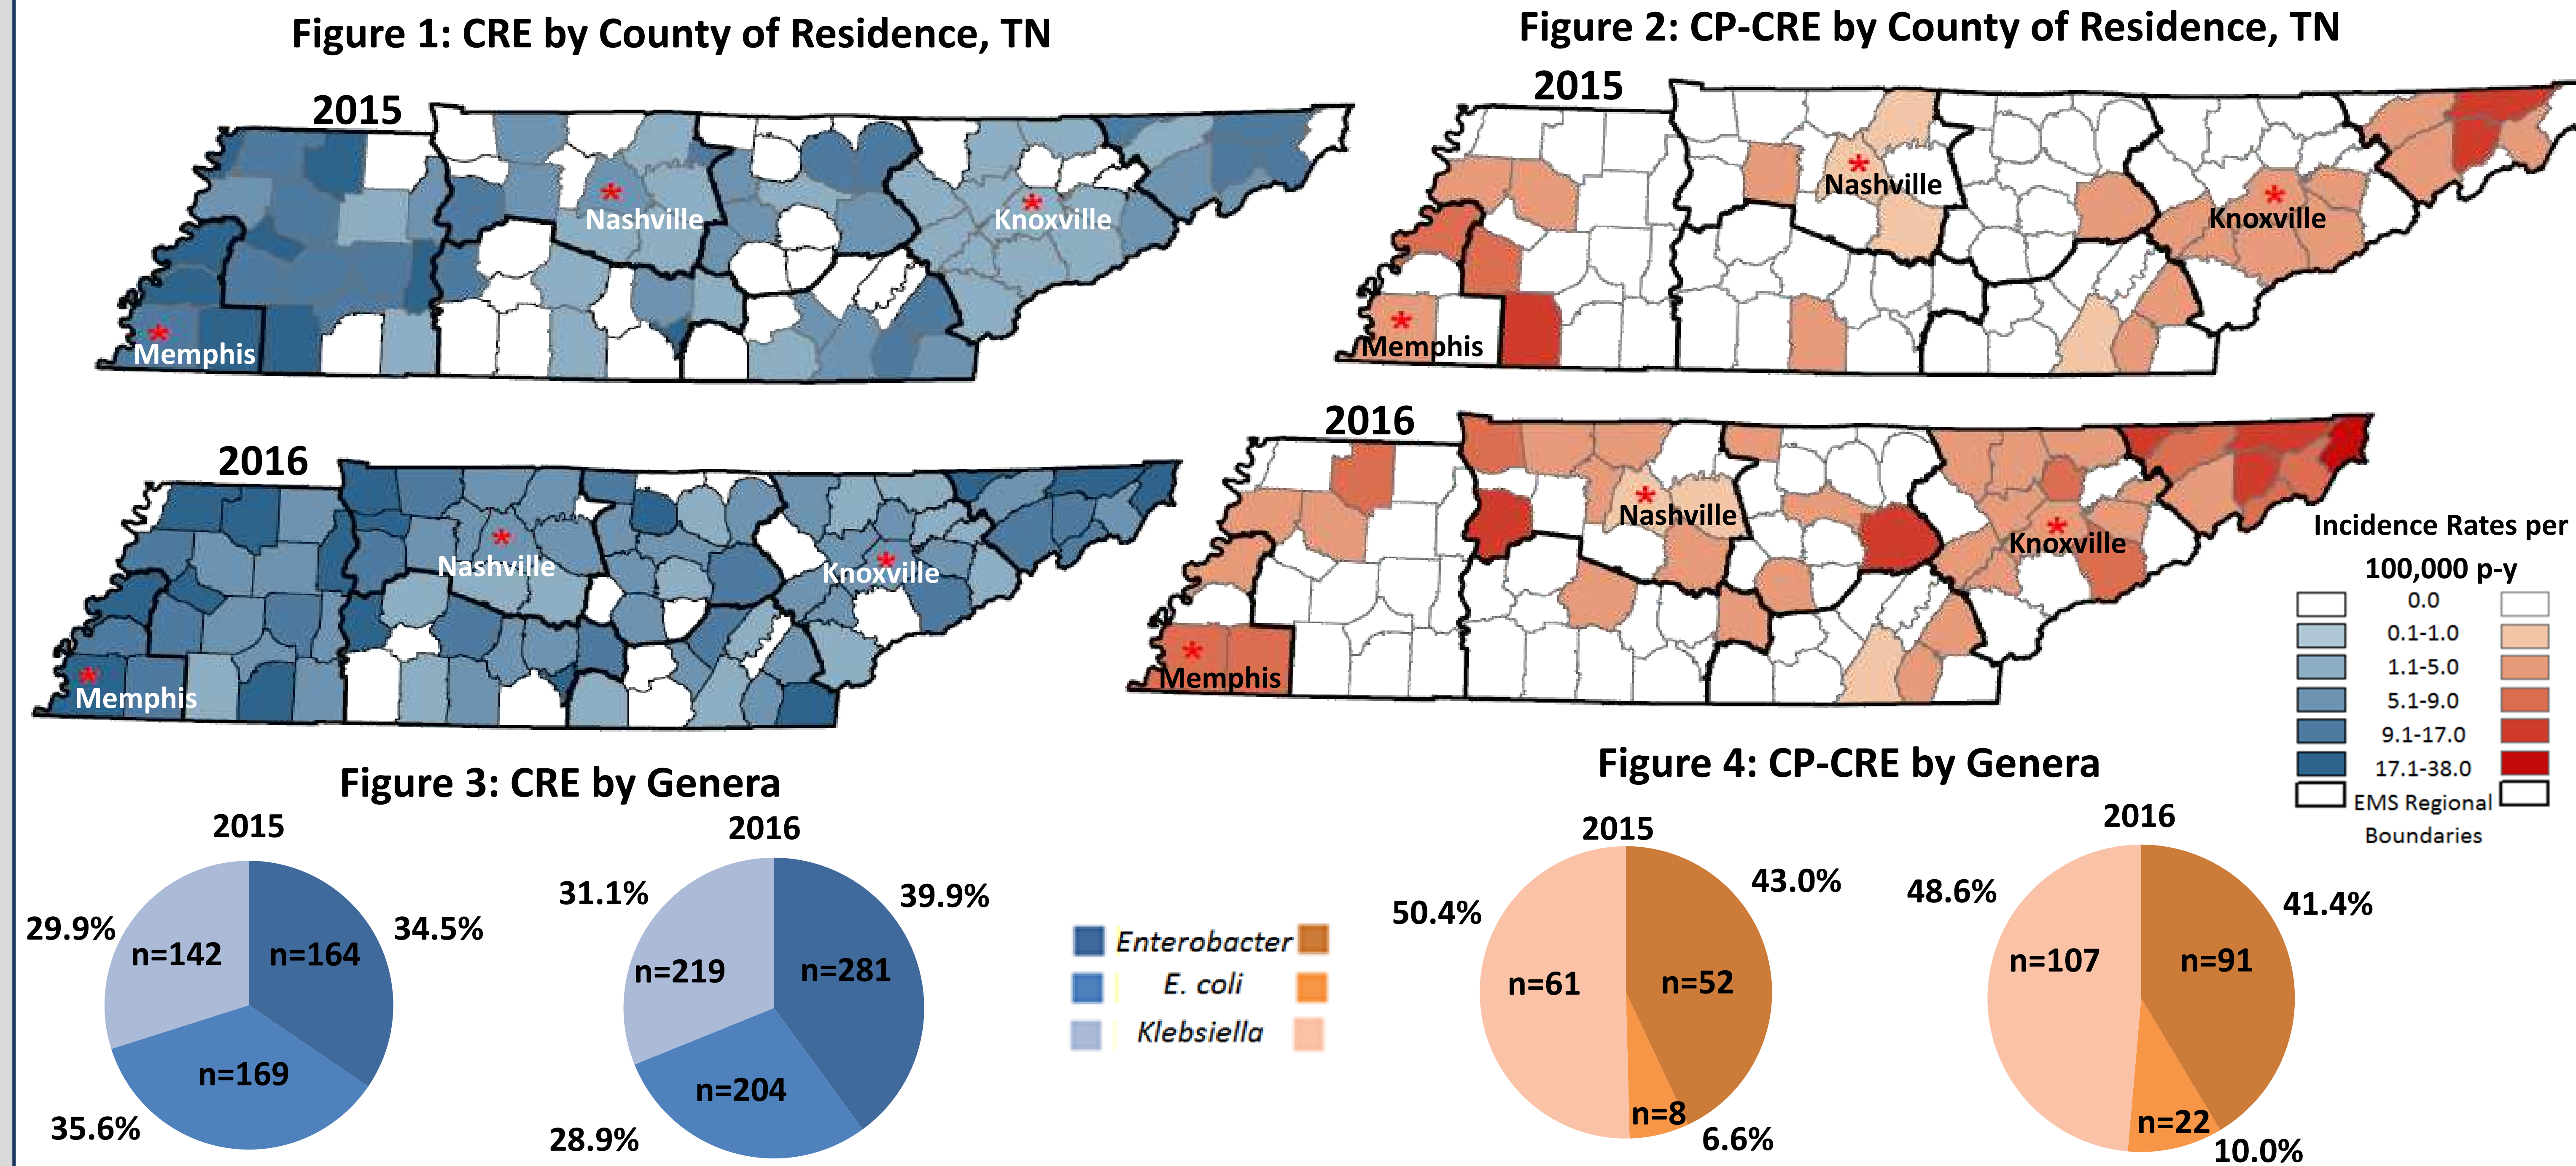 Figure 1: CRE by County of Residence, TN
2015
*
Nashville
*
Knoxville
*
Memphis
2016
*
Nashville
*
Knoxville
*
Memphis
Figure 2: CP-CRE by County of Residence, TN
2015
*
Nashville
*
Knoxville
*
Memphis
2016
*
Nashville
*
Knoxville
*
Memphis
Incidence Rates per
100,000 p-y
0.0
0.1-1.0
1.1-5.0
5.1-9.0
9.1-17.0
17.1-38.0
EMS Regional
Boundaries
Figure 3: CRE by Genera
2015
29.9%
n=142
n=164
34.5%
n=169
35.6%
2016
31.1%
39.9%
n=219
n=281
n=204
28.9%
Enterobacter
E. coli
Klebsiella
Figure 4: CP-CRE by Genera
2015
43.0%
50.4%
n=61
n=52
n=8
6.6%
2016
48.6%
41.4%
n=107
n=91
n=22
10.0%